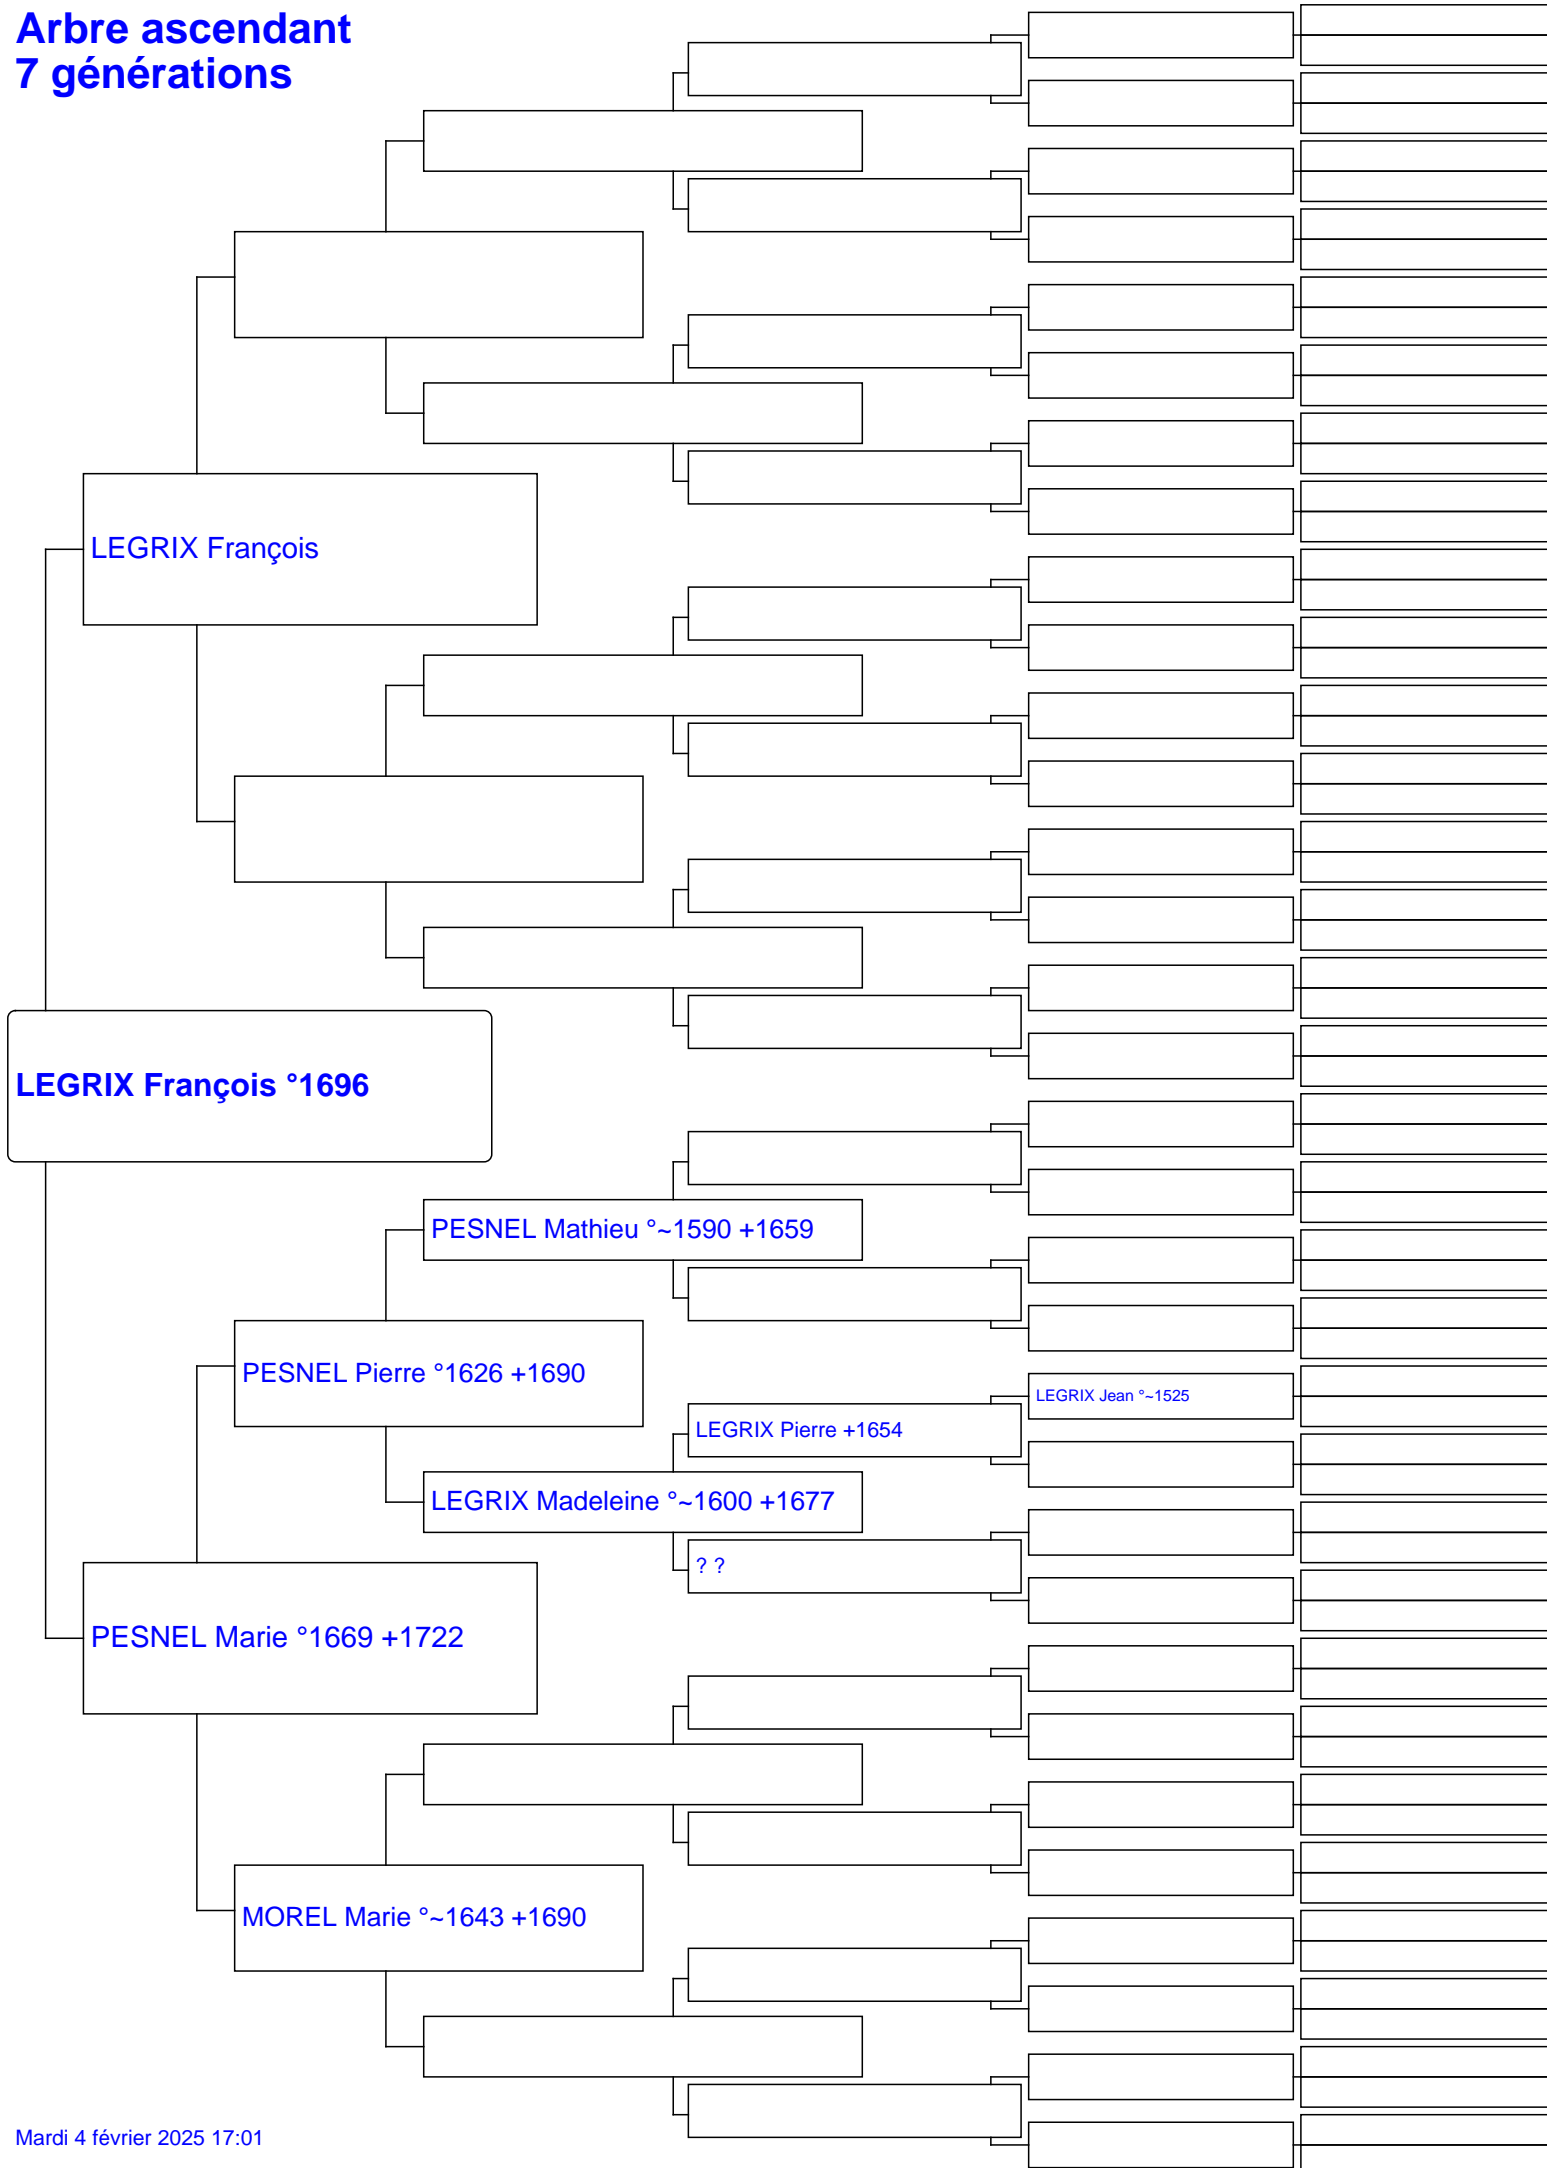 Arbre ascendant
7 générations
LEGRIX François
LEGRIX François °1696
PESNEL Mathieu °~1590 +1659
PESNEL Pierre °1626 +1690
LEGRIX Jean °~1525
LEGRIX Pierre +1654
LEGRIX Madeleine °~1600 +1677
? ?
PESNEL Marie °1669 +1722
MOREL Marie °~1643 +1690
Mardi 4 février 2025 17:01